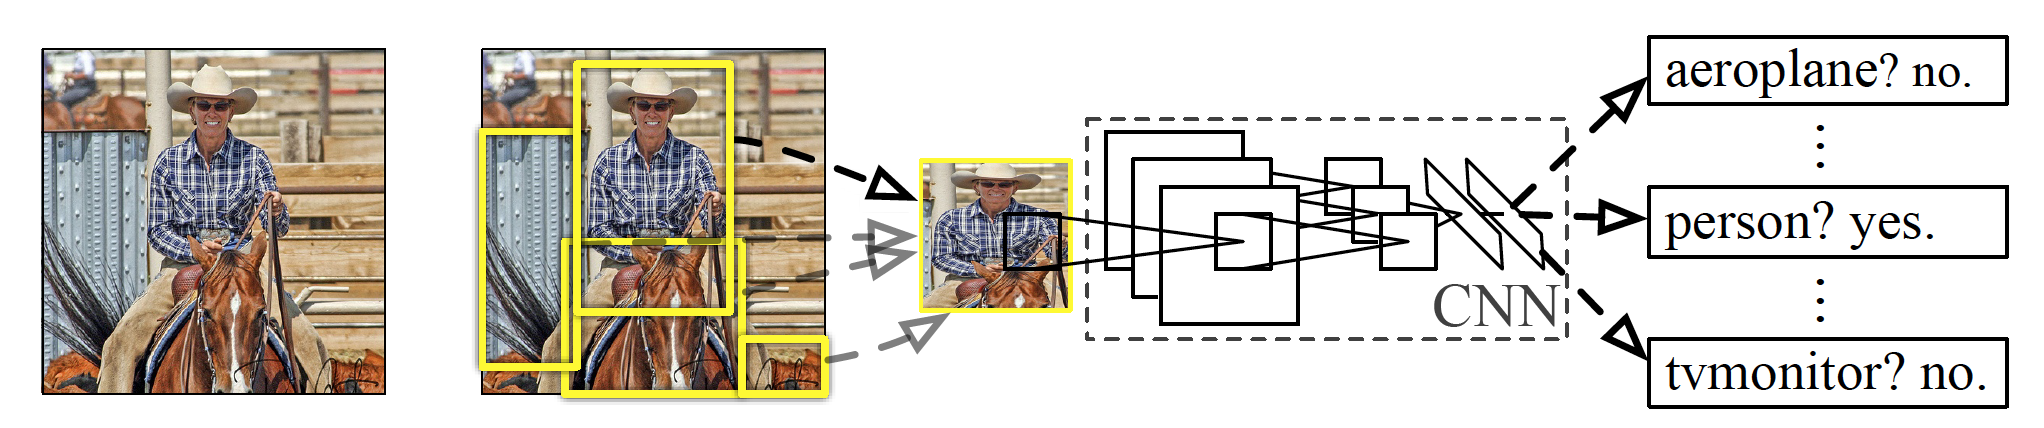 aeroplane? no.
⋮
person? yes.
⋮
tvmonitor? no.
CNN